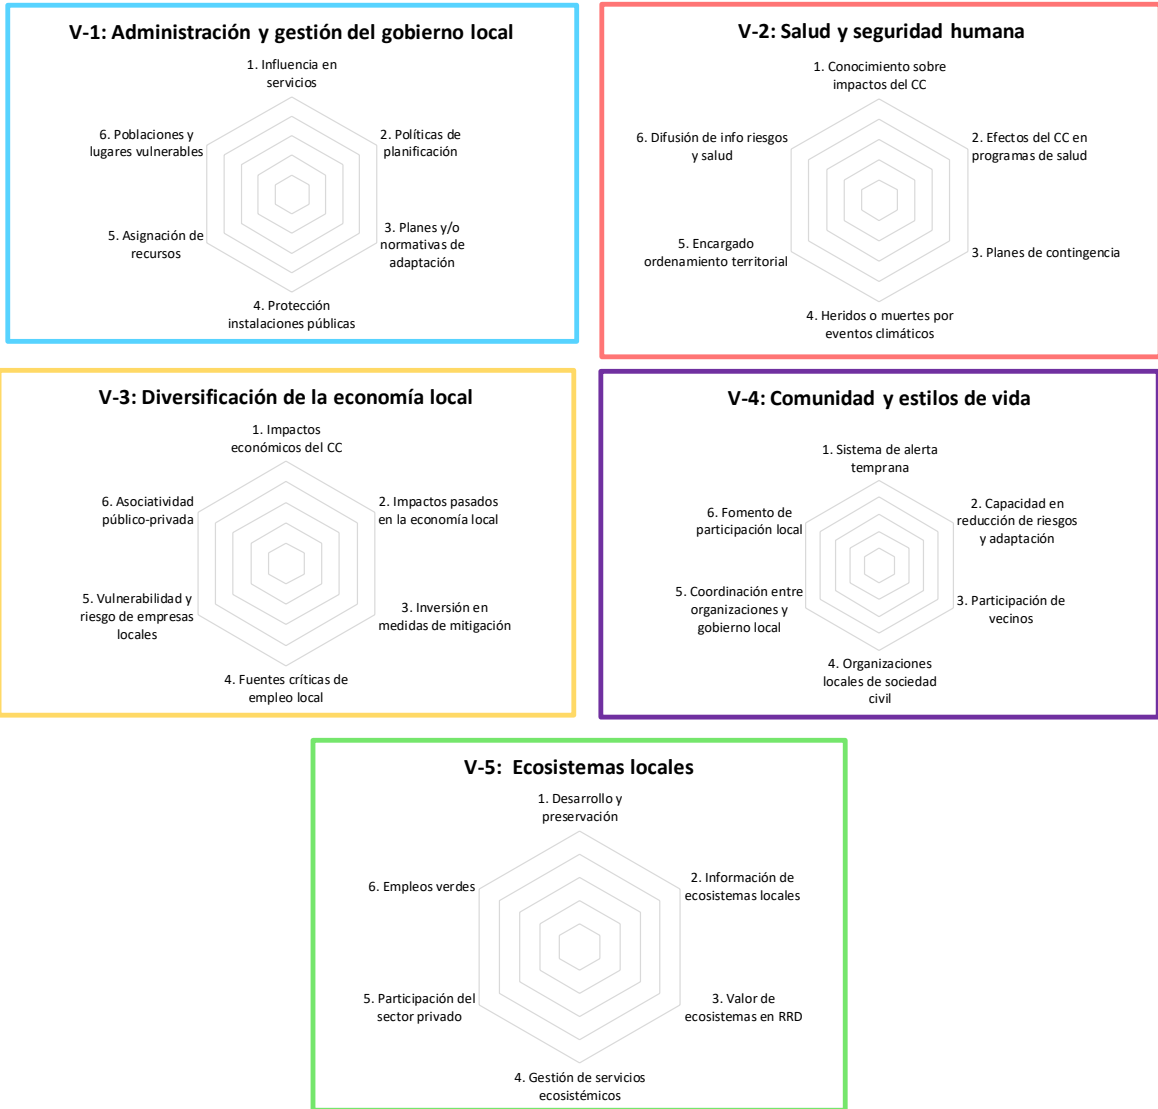 V-1: Administración y gestión del gobierno local
1. Influencia en
servicios
2. Políticas de
planificación
3. Planes y/o
normativas de
adaptación
4. Protección
instalaciones públicas
5. Asignación de
recursos
6. Poblaciones y
lugares vulnerables
V-2: Salud y seguridad humana
1. Conocimiento sobre
impactos del CC
2. Efectos del CC en
programas de salud
3. Planes de contingencia
4. Heridos o muertes por
eventos climáticos
5. Encargado
ordenamiento territorial
6. Difusión de info riesgos
y salud
V-3: Diversificación de la economía local
1. Impactos
económicos del CC
2. Impactos pasados
en la economía local
3. Inversión en
medidas de mitigación
4. Fuentes críticas de
empleo local
5. Vulnerabilidad y
riesgo de empresas
locales
6. Asociatividad
público-privada
V-4: Comunidad y estilos de vida
1. Sistema de alerta
temprana
2. Capacidad en
reducción de riesgos
y adaptación
3. Participación de
vecinos
4. Organizaciones
locales de sociedad
civil
5. Coordinación entre
organizaciones y
gobierno local
6. Fomento de
participación local
V-5: Ecosistemas locales
1. Desarrollo y
preservación
2. Información de
ecosistemas locales
3. Valor de
ecosistemas en RRD
4. Gestión de servicios
ecosistémicos
5. Participación del
sector privado
6. Empleos verdes